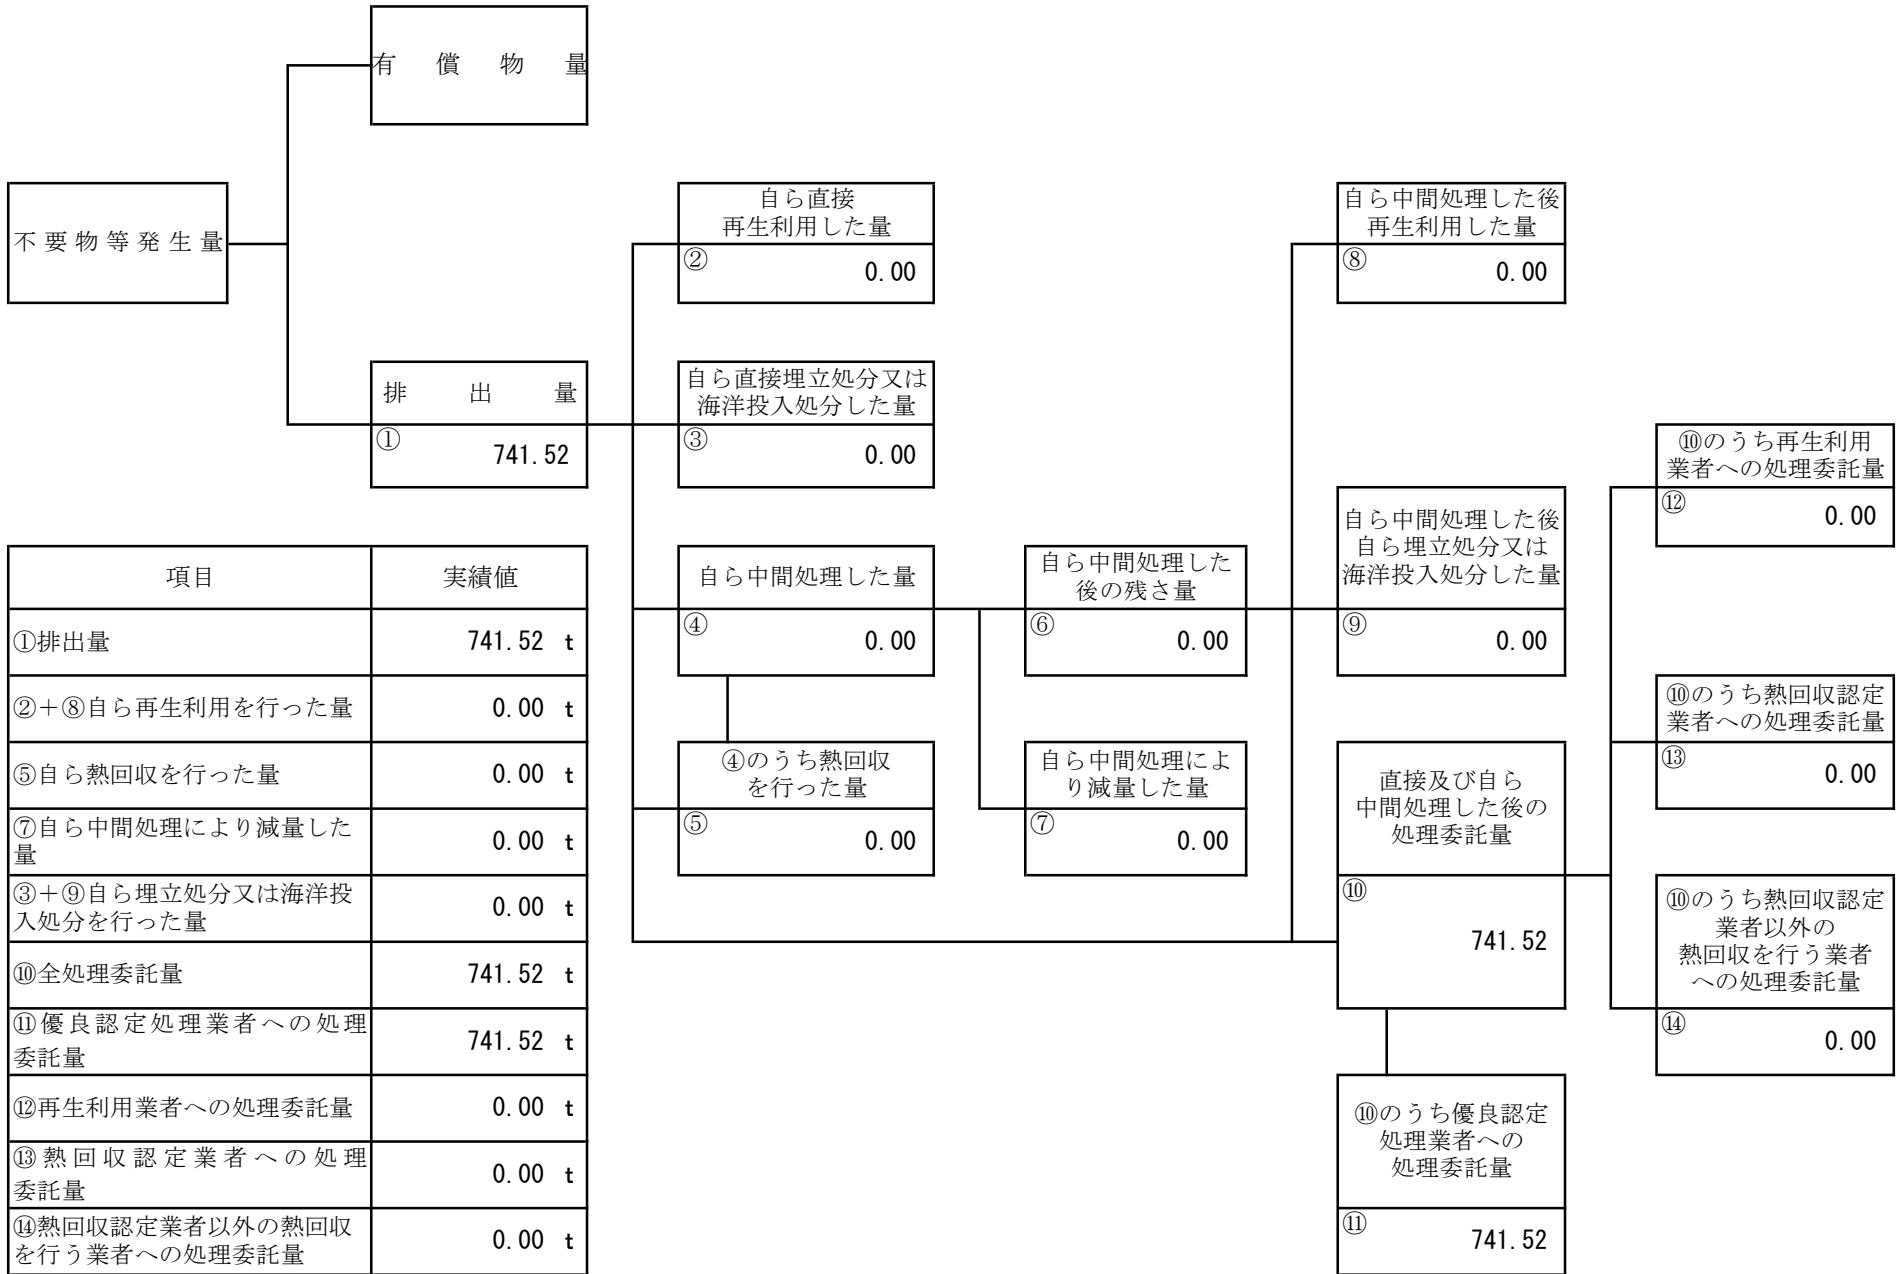 有償物量
不要物等発生量
排出量
①
741.52
自ら直接
再生利用した量
②
0.00
自ら直接埋立処分又は
海洋投入処分した量
③
0.00
自ら中間処理した量
④
0.00
④のうち熱回収
を行った量
⑤
0.00
自ら中間処理した
後の残さ量
⑥
0.00
自ら中間処理によ
り減量した量
⑦
0.00
自ら中間処理した後
再生利用した量
⑧
0.00
自ら中間処理した後
自ら埋立処分又は
海洋投入処分した量
⑨
0.00
直接及び自ら
中間処理した後の
処理委託量
⑩
741.52
⑩のうち優良認定
処理業者への
処理委託量
⑪
741.52
⑩のうち再生利用
業者への処理委託量
⑫
0.00
⑩のうち熱回収認定
業者への処理委託量
⑬
0.00
⑩のうち熱回収認定
業者以外の
熱回収を行う業者
への処理委託量
⑭
0.00
項目 実績値
①排出量 741.52 t
②+⑧自ら再生利用を行った量 0.00 t
⑤自ら熱回収を行った量 0.00 t
⑦自ら中間処理により減量した
量 0.00 t
③+⑨自ら埋立処分又は海洋投
入処分を行った量 0.00 t
⑩全処理委託量 741.52 t
⑪優良認定処理業者への処理
委託量 741.52 t
⑫再生利用業者への処理委託量 0.00 t
⑬熱回収認定業者への処理
委託量 0.00 t
⑭熱回収認定業者以外の熱回収
を行う業者への処理委託量 0.00 t